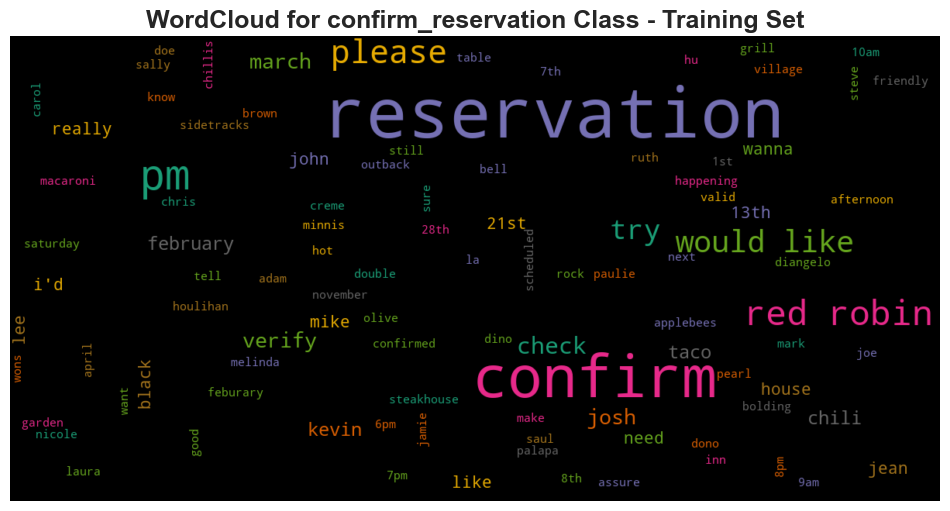 WordCloud for confirm_reservation Class - Training Set
doe
sally
chillis
march
please
table
7th
hu
grill
village
10am
steve
friendly
carol
know
brown
sidetracks
really
reservation
john
still
outback
bell
ruth
1st
wanna
happening
valid
afternoon
macaroni
pm
chris
creme
sure
minnis
28th
21st
13th
try
would like
saturday
february
hot
la
scheduled
next
diangelo
i'd
tell
adam
double
rock
paulie
november
houlihan
lee
mike
olive
applebees
red robin
verify
confirmed
dino
check
taco
mark
joe
wons
april
black
melinda
confirm
pearl
house
want
feburary
steakhouse
bolding
chili
garden
nicole
good
kevin
6pm
jamie
make
josh
need
saul
palapa
dono
inn
8pm
jean
laura
7pm
like
8th
assure
9am